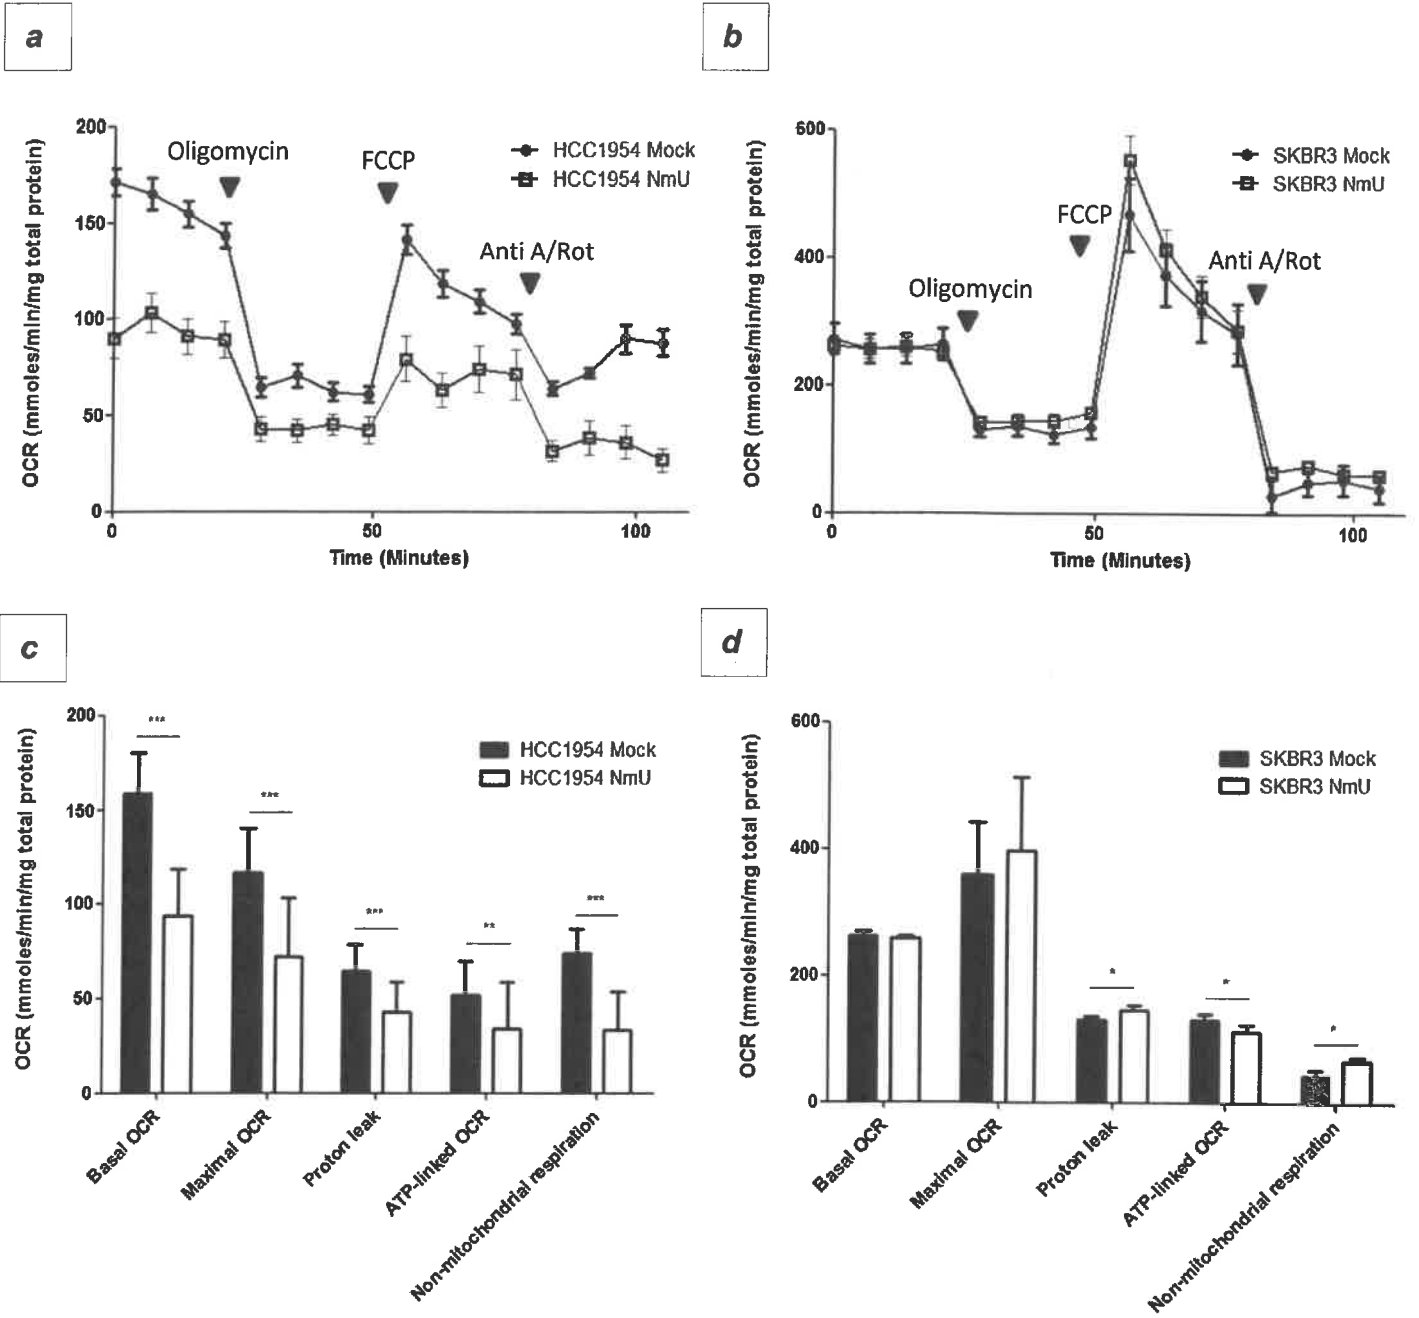 a
200
150
100
50
0
0
50
100
OCR (mmoles/min/mg total protein)
Time (Minutes)
Oligomycin
FCCP
Anti A/Rot
HCC1954 Mock
HCC1954 NmU
b
600
400
200
0
0
50
100
OCR (mmoles/min/mg total protein)
Time (Minutes)
Oligomycin
FCCP
Anti A/Rot
SKBR3 Mock
SKBR3 NmU
c
200
150
100
50
0
OCR (mmoles/min/mg total protein)
HCC1954 Mock
HCC1954 NmU
***
***
***
**
***
Basal OCR
Maximal OCR
Proton leak
ATP-linked OCR
Non-mitochondrial respiration
d
600
400
200
0
OCR (mmoles/min/mg total protein)
SKBR3 Mock
SKBR3 NmU
*
*
*
Basal OCR
Maximal OCR
Proton leak
ATP-linked OCR
Non-mitochondrial respiration